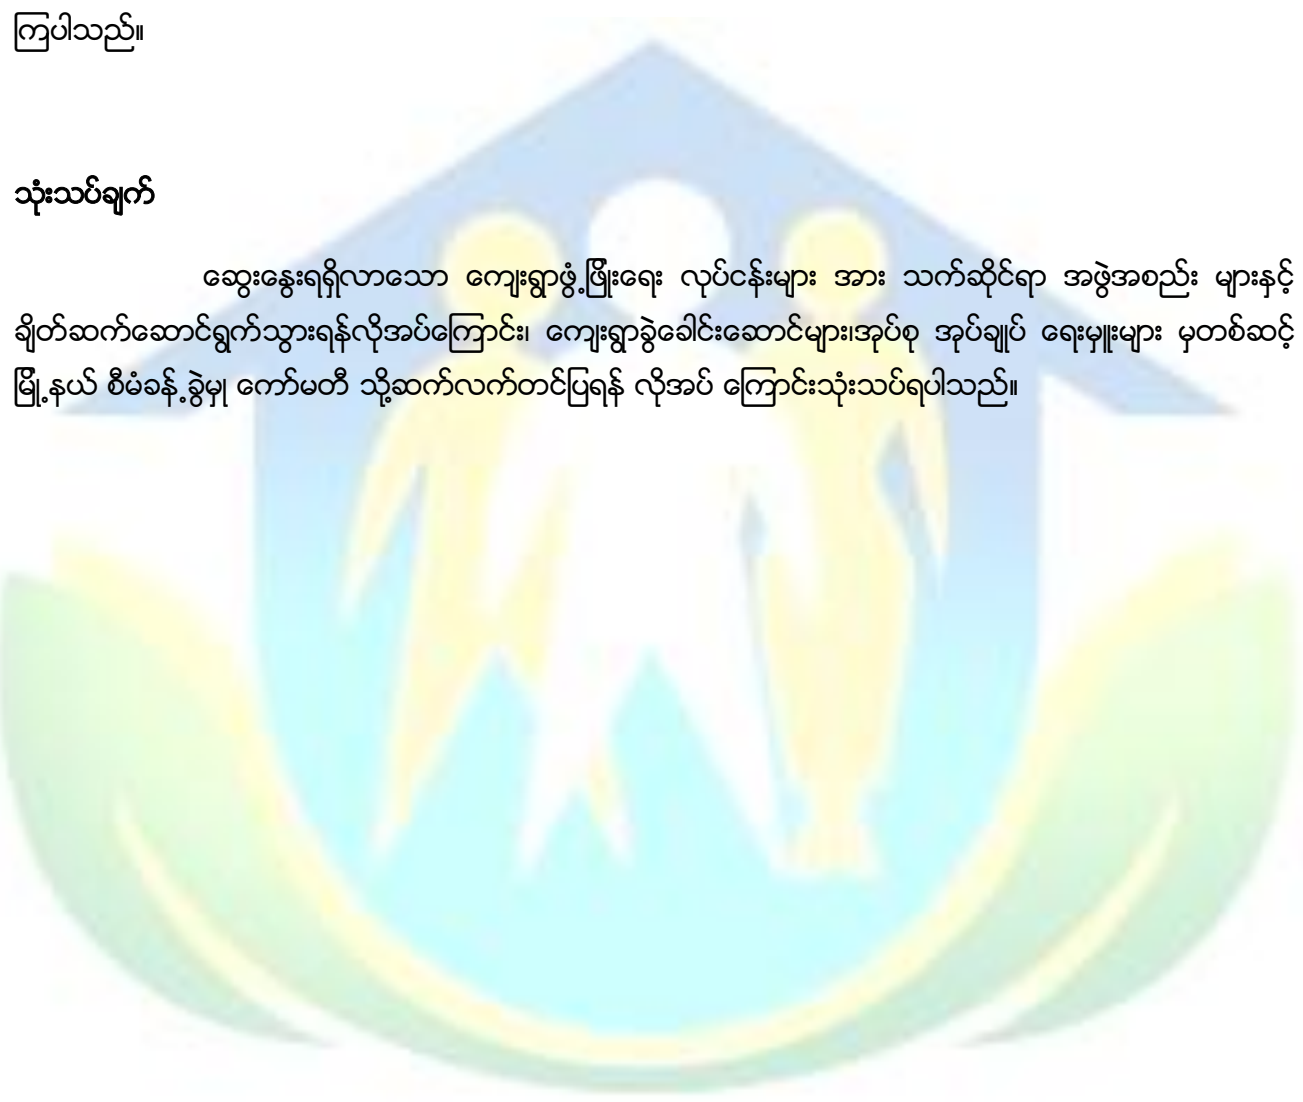 ကြပါသည်။
သုံးသပ်ချက်
ဆွေးနွေးရရှိလာသော ကျေးရွာဖွံ့ဖြိုးရေး လုပ်ငန်းများ အား သက်ဆိုင်ရာ အဖွဲအစည်း များနှင့်
ချိတ်ဆက်ဆောင်ရွက်သွားရန်လိုအပ်ကြောင်း၊ ကျေးရွာခွဲခေါင်းဆောင်များ၊အုပ်စု အုပ်ချုပ် ရေးမှူးများ မှတစ်ဆင့်
မြို့နယ် စီမံခန့်ခွဲမှု ကော်မတီ သို့ဆက်လက်တင်ပြရန် လိုအပ် ကြောင်းသုံးသပ်ရပါသည်။